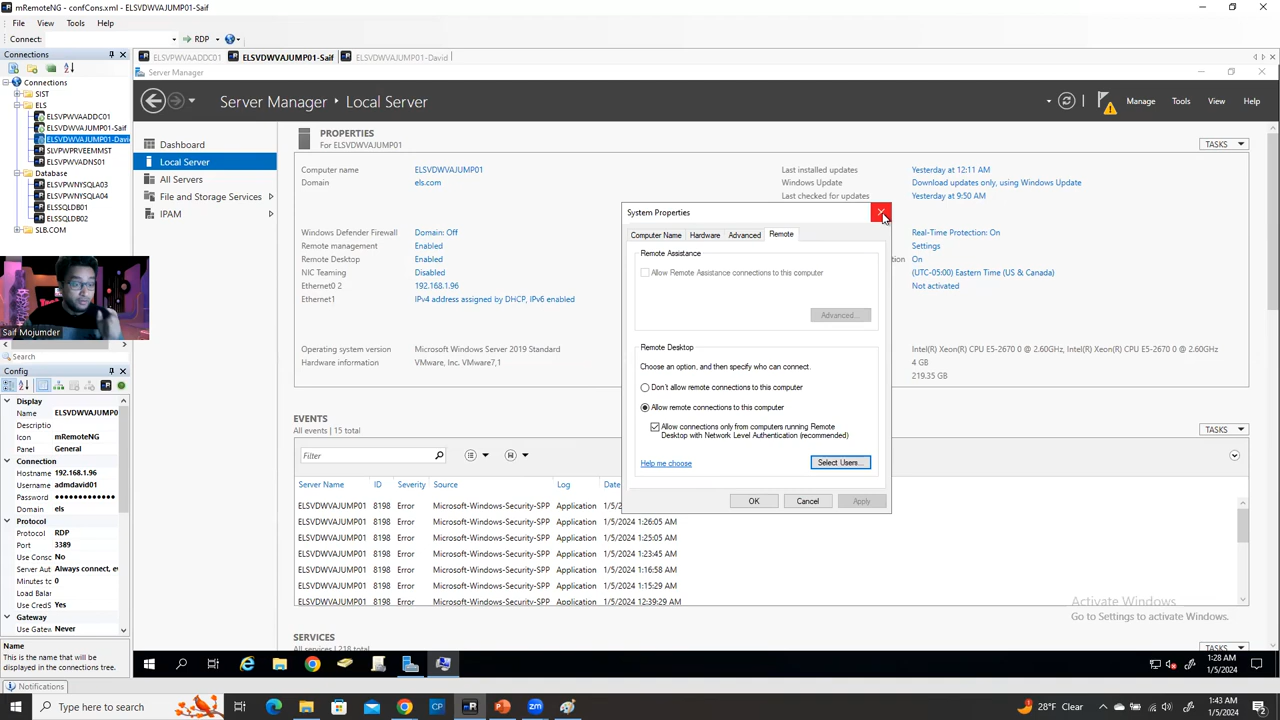 mRemoteNG - confCons.xml - ELSVDWVAJUMP01-Saif
File View Tools Help
Connect: RDP
Connections
ELSVPWVAADDC01 ELSVDWVAJUMP01-Saif ELSVDWVAJUMP01-David
Server Manager
Connections
SIST
ELS
ELSVPWVAADDC01
ELSVDWVAJUMP01-Saif
ELSVDWVAJUMP01-Davi
SLVPWPRVEEMMST
ELSVPWVADNS01
Database
ELSVPWNYSQLA03
ELSVPWNYSQLA04
ELSSQLDB01
ELSSQLDB02
SLB.COM
Saif Mojumder
Search
Config
Display
Name ELSVDWVAJUMP0
Descriptio
Icon mRemoteNG
Panel General
Connection
Hostname 192.168.1.96
Username admdavid01
Password ••••••••••••
Domain els
Protocol
Protocol RDP
Port 3389
Use Consc No
Server Aut Always connect, ev
Minutes to 0
Load Balar
Use CredS Yes
Gateway
Use Gatew Never
Name
This is the name that will be
displayed in the connections tree.
Notifications
Server Manager Local Server
Manage Tools View Help
Dashboard
Local Server
All Servers
File and Storage Services
IPAM
PROPERTIES
For ELSVDWVAJUMP01
TASKS
Computer name ELSVDWVAJUMP01
Domain els.com
Last installed updates Yesterday at 12:11 AM
Windows Update Download updates only, using Windows Update
Last checked for updates Yesterday at 9:50 AM
Windows Defender Firewall Domain: Off
Remote management Enabled
Remote Desktop Enabled
NIC Teaming Disabled
Ethernet0 2 192.168.1.96
Ethernet1 IPv4 address assigned by DHCP, IPv6 enabled
Real-Time Protection: On
Settings
On
(UTC-05:00) Eastern Time (US & Canada)
Not activated
Operating system version Microsoft Windows Server 2019 Standard
Hardware information VMware, Inc. VMware7,1
Intel(R) Xeon(R) CPU E5-2670 0 @ 2.60GHz, Intel(R) Xeon(R) CPU E5-2670 0 @ 2.60GHz
4 GB
219.35 GB
System Properties
Computer Name Hardware Advanced Remote
Remote Assistance
Allow Remote Assistance connections to this computer
Advanced...
Remote Desktop
Choose an option, and then specify who can connect.
Don't allow remote connections to this computer
Allow remote connections to this computer
Allow connections only from computers running Remote
Desktop with Network Level Authentication (recommended)
Help me choose
Select Users...
OK Cancel Apply
EVENTS
All events | 15 total
TASKS
Filter
Server Name ID Severity Source Log Date
ELSVDWVAJUMP01 8198 Error Microsoft-Windows-Security-SPP Application 1/5/2024
ELSVDWVAJUMP01 8198 Error Microsoft-Windows-Security-SPP Application 1/5/2024 1:26:05 AM
ELSVDWVAJUMP01 8198 Error Microsoft-Windows-Security-SPP Application 1/5/2024 1:25:05 AM
ELSVDWVAJUMP01 8198 Error Microsoft-Windows-Security-SPP Application 1/5/2024 1:23:45 AM
ELSVDWVAJUMP01 8198 Error Microsoft-Windows-Security-SPP Application 1/5/2024 1:16:58 AM
ELSVDWVAJUMP01 8198 Error Microsoft-Windows-Security-SPP Application 1/5/2024 1:15:29 AM
ELSVDWVAJUMP01 8198 Error Microsoft-Windows-Security-SPP Application 1/5/2024 12:39:29 AM
Activate Windows
Go to Settings to activate Windows.
SERVICES
All services | 218 total
TASKS
1:28 AM
1/5/2024
Type here to search
28°F Clear
1:43 AM
1/5/2024